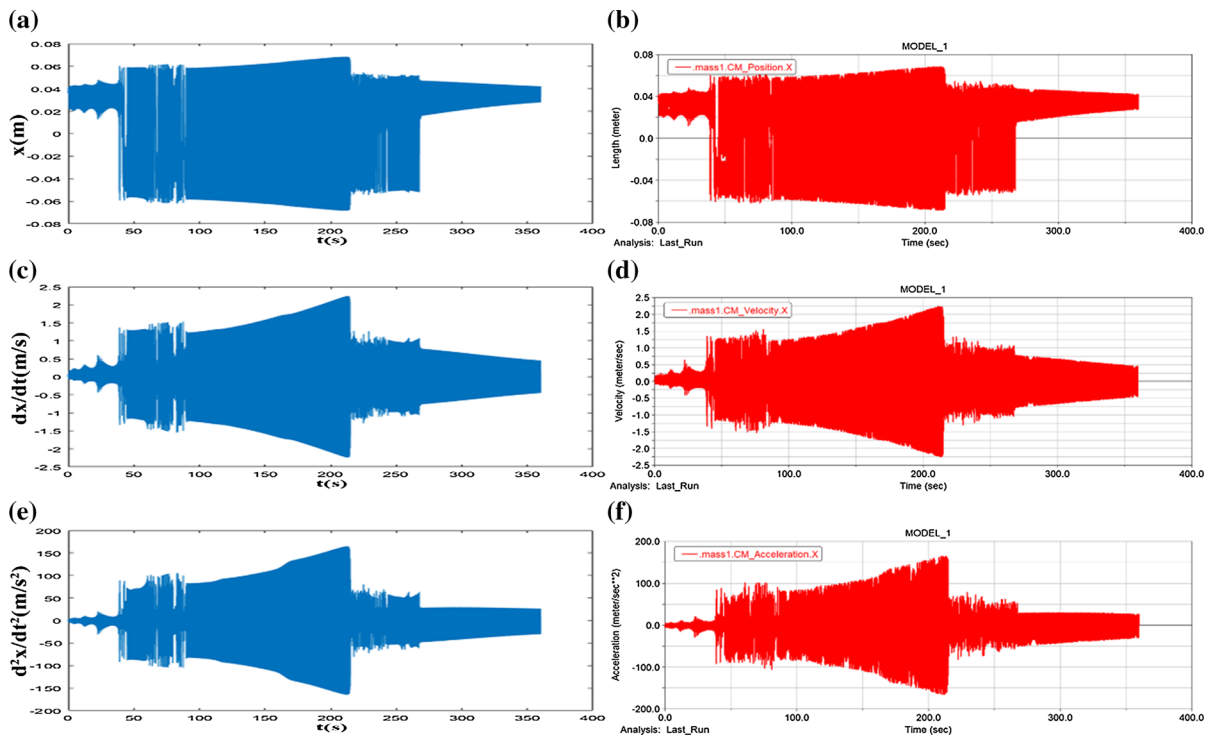 (a)
0.08
0.06
0.04
0.02
0
-0.02
-0.04
-0.06
-0.08
x(m)
0 50 100 150 200 250 300 350 400
t(s)
(b)
MODEL_1
.mass1.CM_Position.X
0.08
0.04
0.0
-0.04
-0.08
Length (meter)
0.0 100.0 200.0 300.0 400.0
Analysis: Last_Run Time (sec)
(c)
2.5
2
1.5
1
0.5
0
-0.5
-1
-1.5
-2
-2.5
dx/dt(m/s)
0 50 100 150 200 250 300 350 400
t(s)
(d)
MODEL_1
.mass1.CM_Velocity.X
2.5
2.0
1.5
1.0
0.5
0.0
-0.5
-1.0
-1.5
-2.0
-2.5
Velocity (meter/sec)
0.0 100.0 200.0 300.0 400.0
Analysis: Last_Run Time (sec)
(e)
200
150
100
50
0
-50
-100
-150
-200
d²x/dt²(m/s²)
0 50 100 150 200 250 300 350 400
t(s)
(f)
MODEL_1
.mass1.CM_Acceleration.X
200.0
100.0
0.0
-100.0
-200.0
Acceleration (meter/sec**2)
0.0 100.0 200.0 300.0 400.0
Analysis: Last_Run Time (sec)